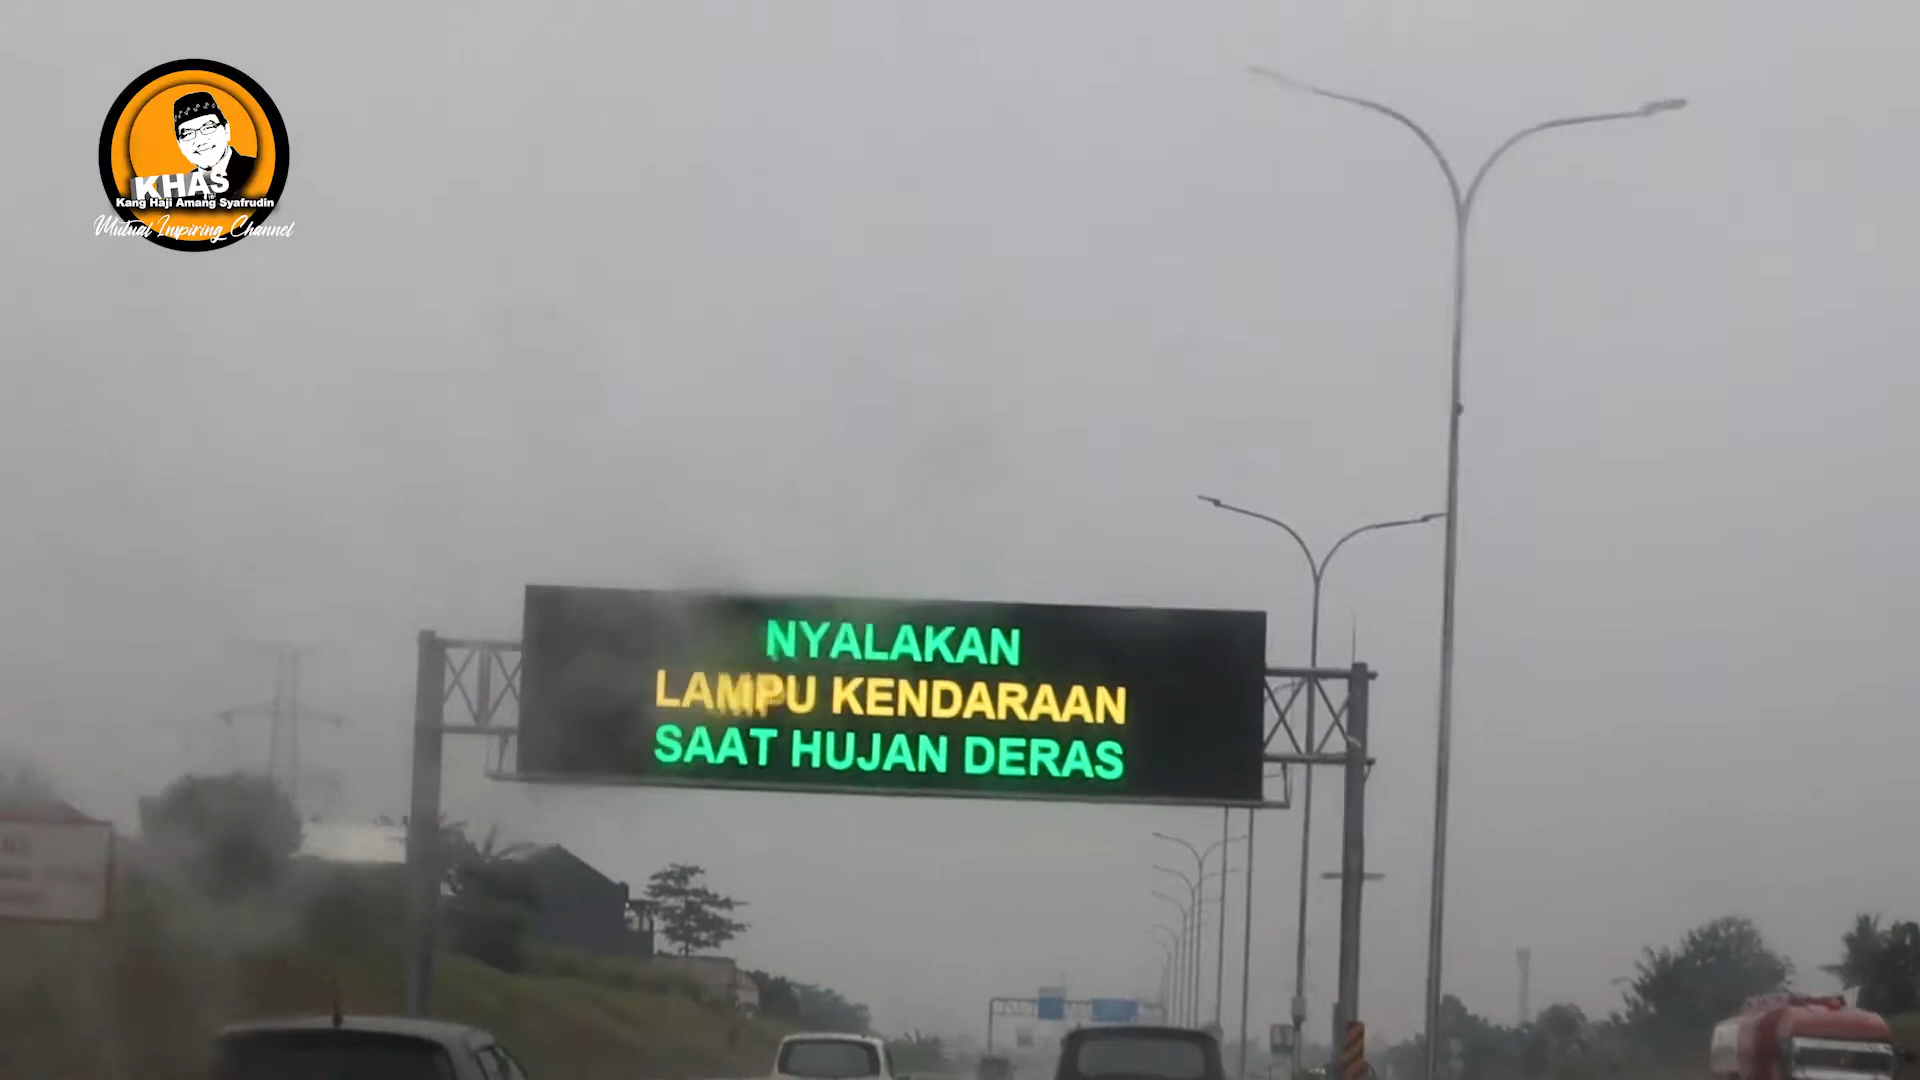 KHAS
Kang Haji Amang Syafrudin
Mutual Inspiring Channel
NYALAKAN
LAMPU KENDARAAN
SAAT HUJAN DERAS